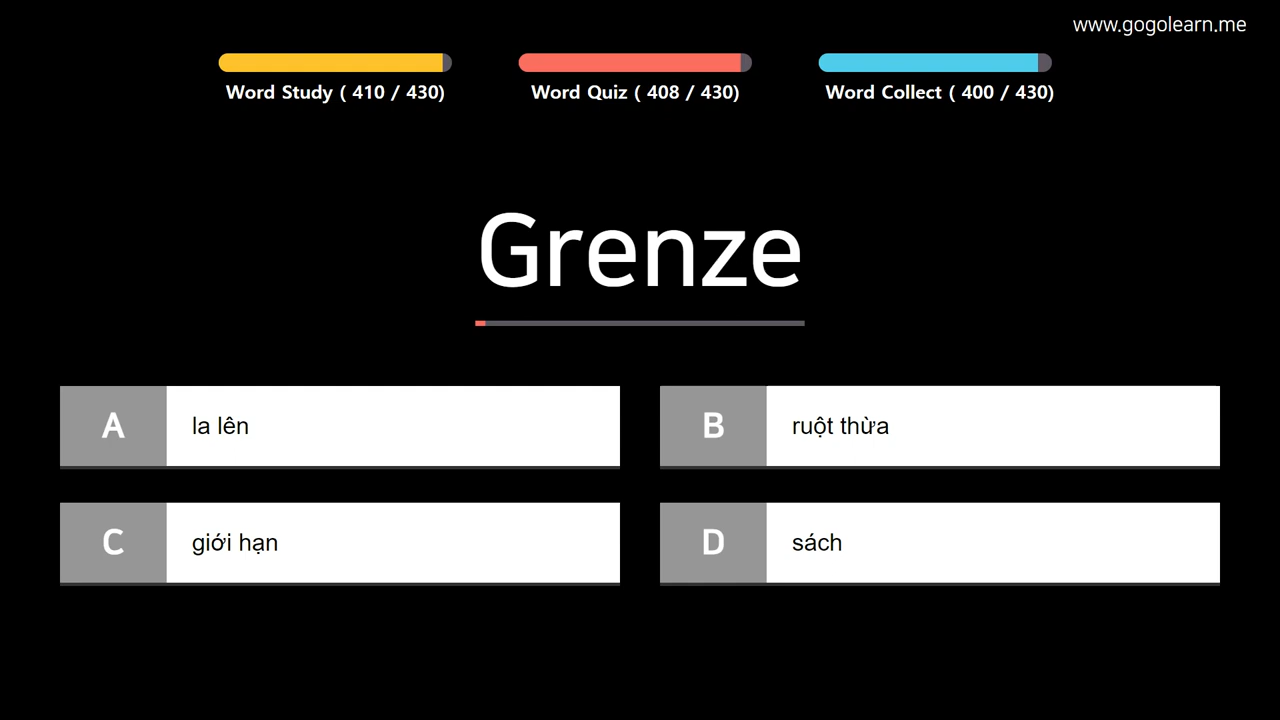 www.gogolearn.me
Word Study ( 410 / 430)
Word Quiz ( 408 / 430)
Word Collect ( 400 / 430)
Grenze
A la lên
B ruột thừa
C giới hạn
D sách